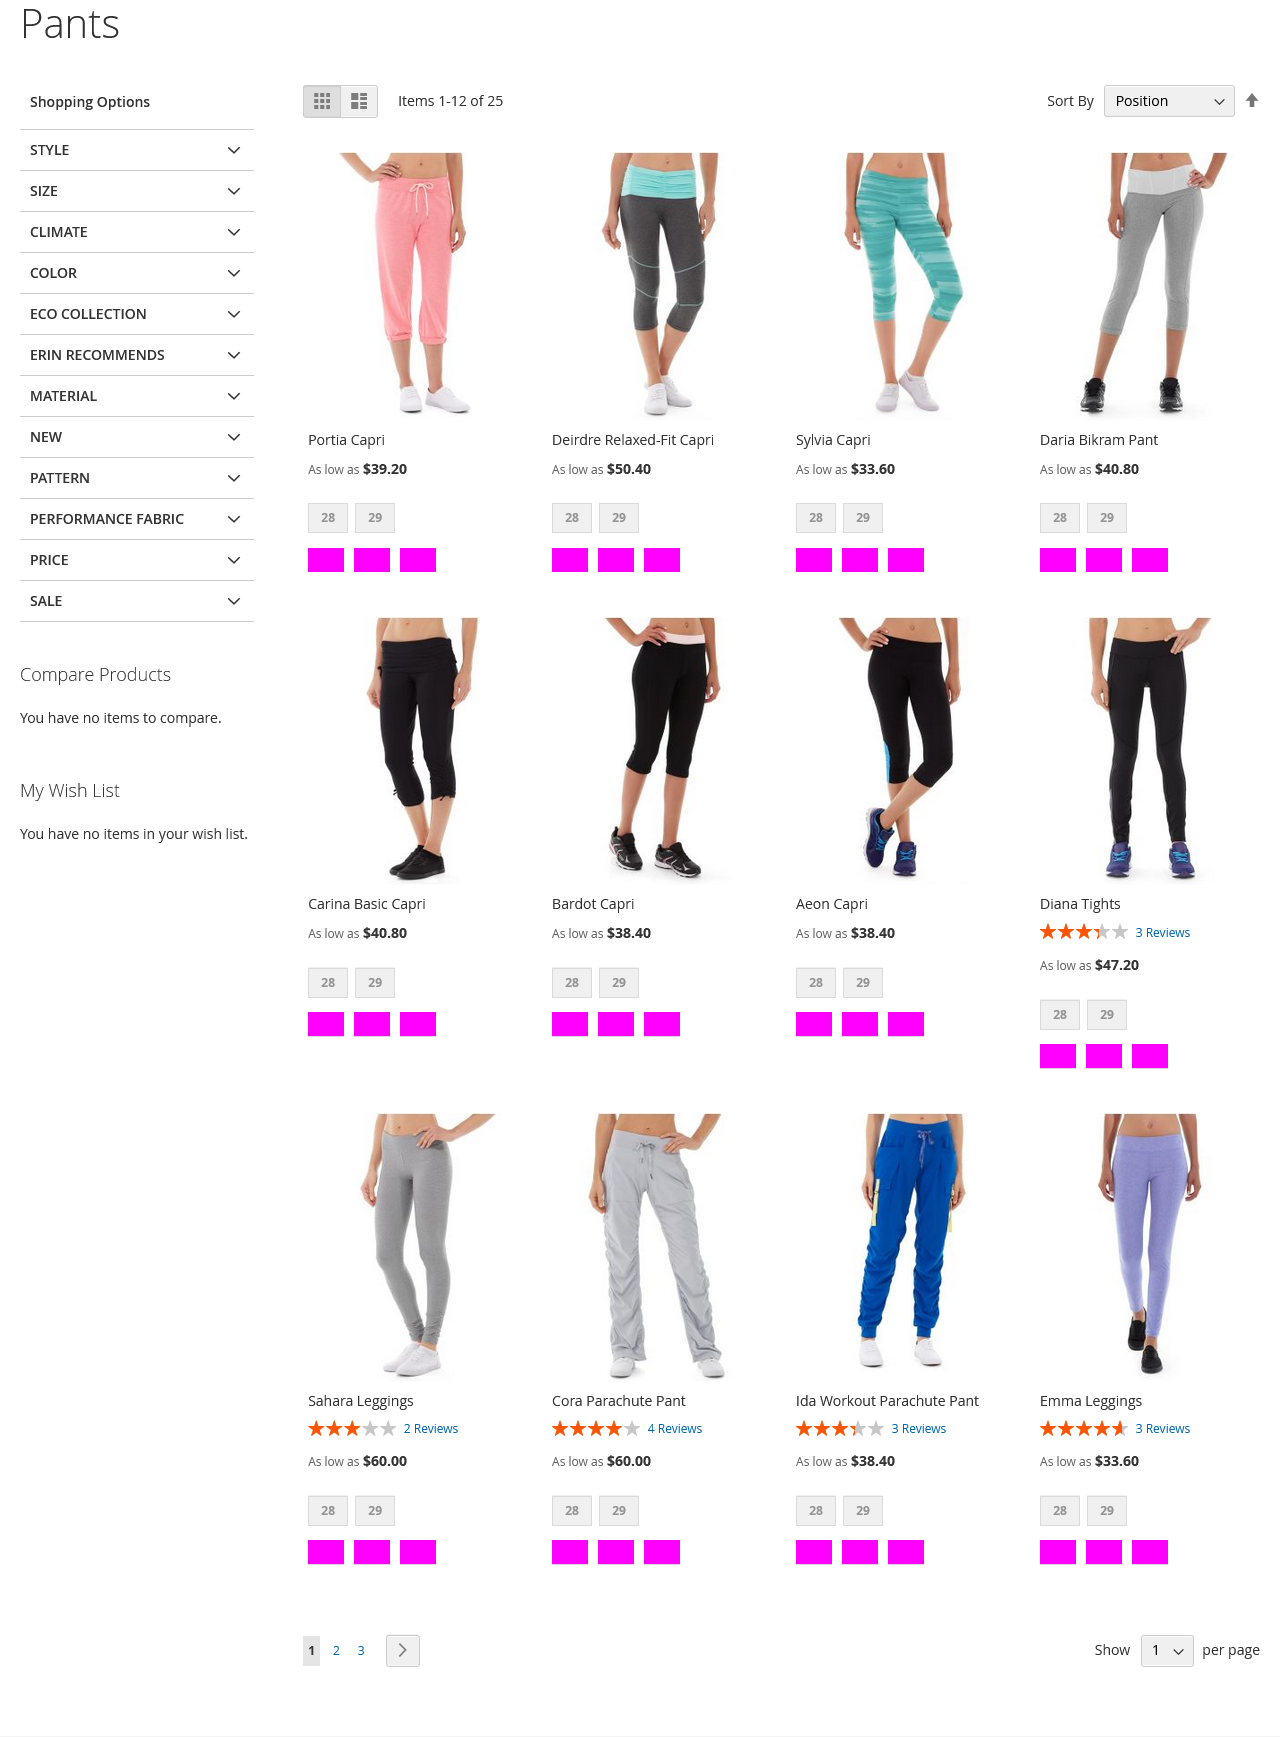 Pants
Shopping Options
STYLE
SIZE
CLIMATE
COLOR
ECO COLLECTION
ERIN RECOMMENDS
MATERIAL
NEW
PATTERN
PERFORMANCE FABRIC
PRICE
SALE
Compare Products
You have no items to compare.
My Wish List
You have no items in your wish list.
Items 1-12 of 25
Sort By Position
Portia Capri
As low as $39.20
28 29
Deirdre Relaxed-Fit Capri
As low as $50.40
28 29
Sylvia Capri
As low as $33.60
28 29
Daria Bikram Pant
As low as $40.80
28 29
Carina Basic Capri
As low as $40.80
28 29
Bardot Capri
As low as $38.40
28 29
Aeon Capri
As low as $38.40
28 29
Diana Tights
3 Reviews
As low as $47.20
28 29
Sahara Leggings
2 Reviews
As low as $60.00
28 29
Cora Parachute Pant
4 Reviews
As low as $60.00
28 29
Ida Workout Parachute Pant
3 Reviews
As low as $38.40
28 29
Emma Leggings
3 Reviews
As low as $33.60
28 29
1 2 3
Show 1 per page